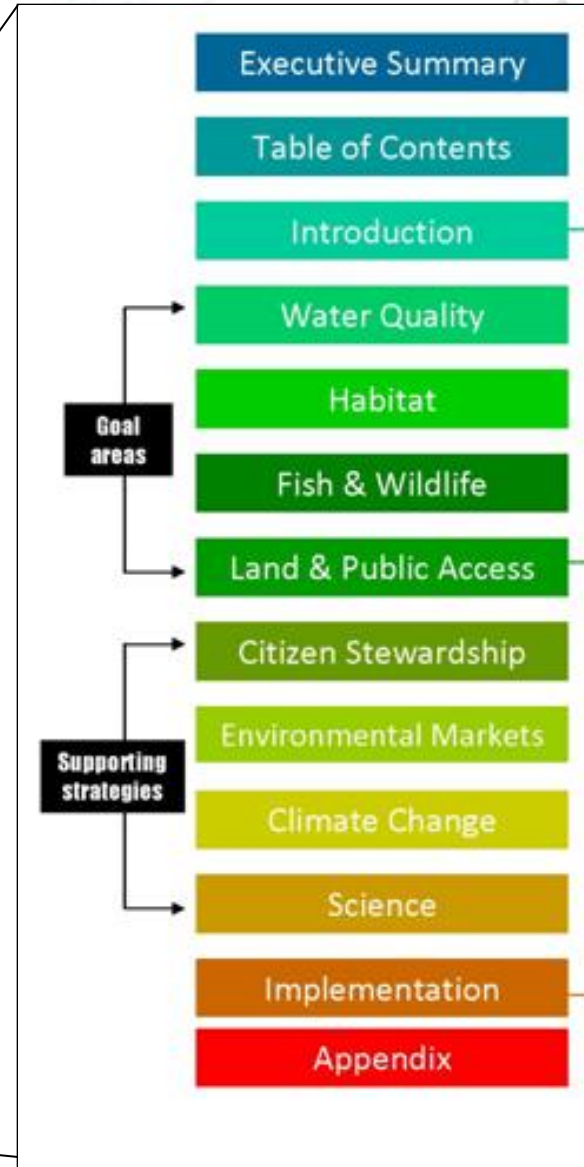 Executive Summary
Table of Contents
Introduction
Water Quality
Habitat
Goal
areas
Fish & Wildlife
Land & Public Access
Citizen Stewardship
Environmental Markets
Supporting
strategies
Climate Change
Science
Implementation
Appendix